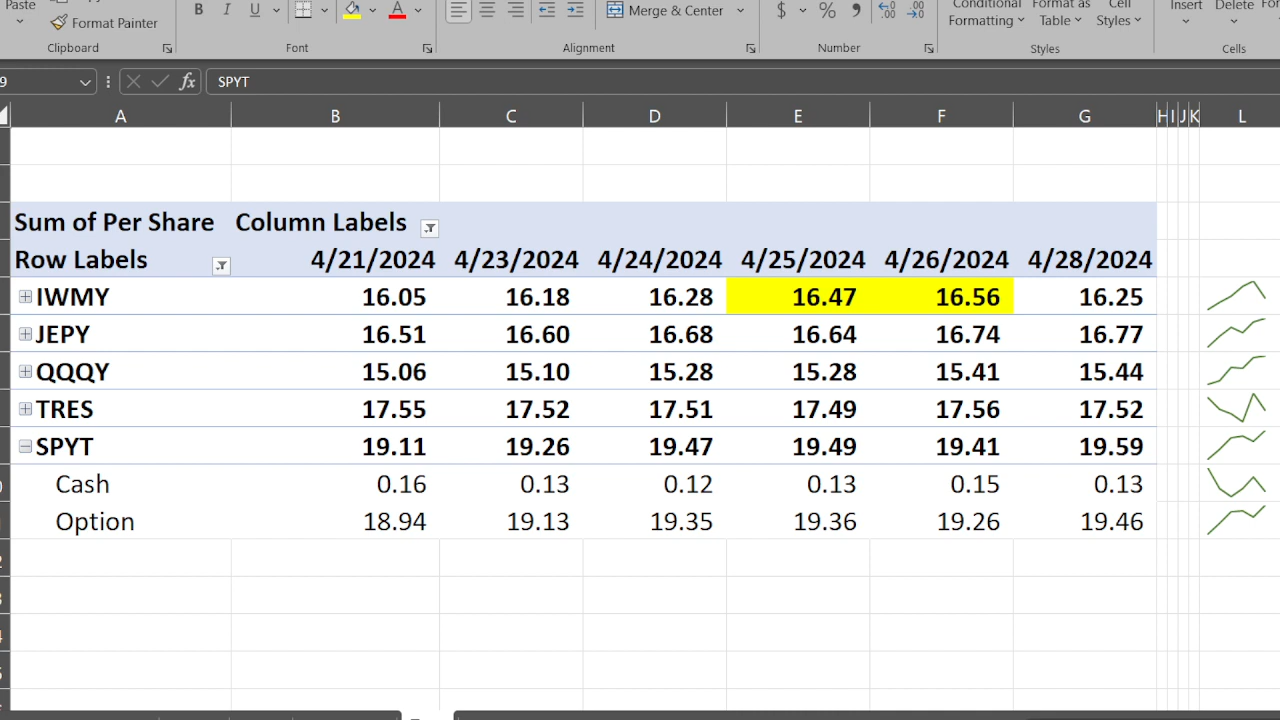 Paste
Format Painter
B I U A
Merge & Center
$ % 9
Conditional Formatting
Format as Table
Cell Styles
Insert
Delete
Clipboard Font Alignment Number Styles Cells
9 fx SPYT
A B C D E F G H I J K L
Sum of Per Share Column Labels
Row Labels 4/21/2024 4/23/2024 4/24/2024 4/25/2024 4/26/2024 4/28/2024
IWMY 16.05 16.18 16.28 16.47 16.56 16.25
JEPY 16.51 16.60 16.68 16.64 16.74 16.77
QQQY 15.06 15.10 15.28 15.28 15.41 15.44
TRES 17.55 17.52 17.51 17.49 17.56 17.52
SPYT 19.11 19.26 19.47 19.49 19.41 19.59
Cash 0.16 0.13 0.12 0.13 0.15 0.13
Option 18.94 19.13 19.35 19.36 19.26 19.46